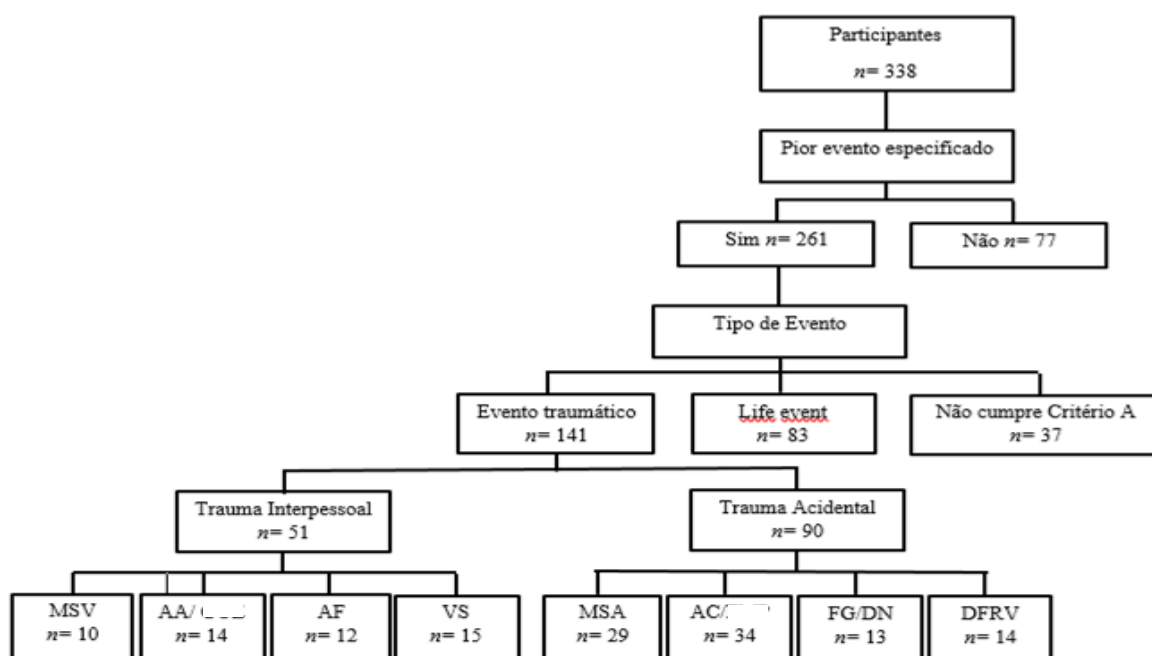 Participantes
n= 338
Pior evento especificado
Sim n= 261
Não n= 77
Tipo de Evento
Evento traumático
n= 141
Life event
n= 83
Não cumpre Critério A
n= 37
Trauma Interpessoal
n= 51
Trauma Acidental
n= 90
MSV
n= 10
AA/
n= 14
AF
n= 12
VS
n= 15
MSA
n= 29
AC/
n= 34
FG/DN
n= 13
DFRV
n= 14